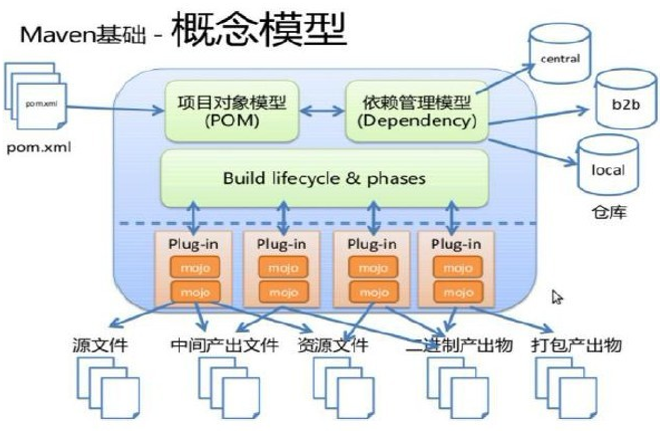 Maven基础 - 概念模型
central
b2b
local
仓库
pom.xml
pom.xml
项目对象模型
(POM)
依赖管理模型
(Dependency)
Build lifecycle & phases
Plug-in
mojo
mojo
Plug-in
mojo
mojo
Plug-in
mojo
mojo
Plug-in
mojo
mojo
源文件
中间产出文件
资源文件
二进制产出物
打包产出物